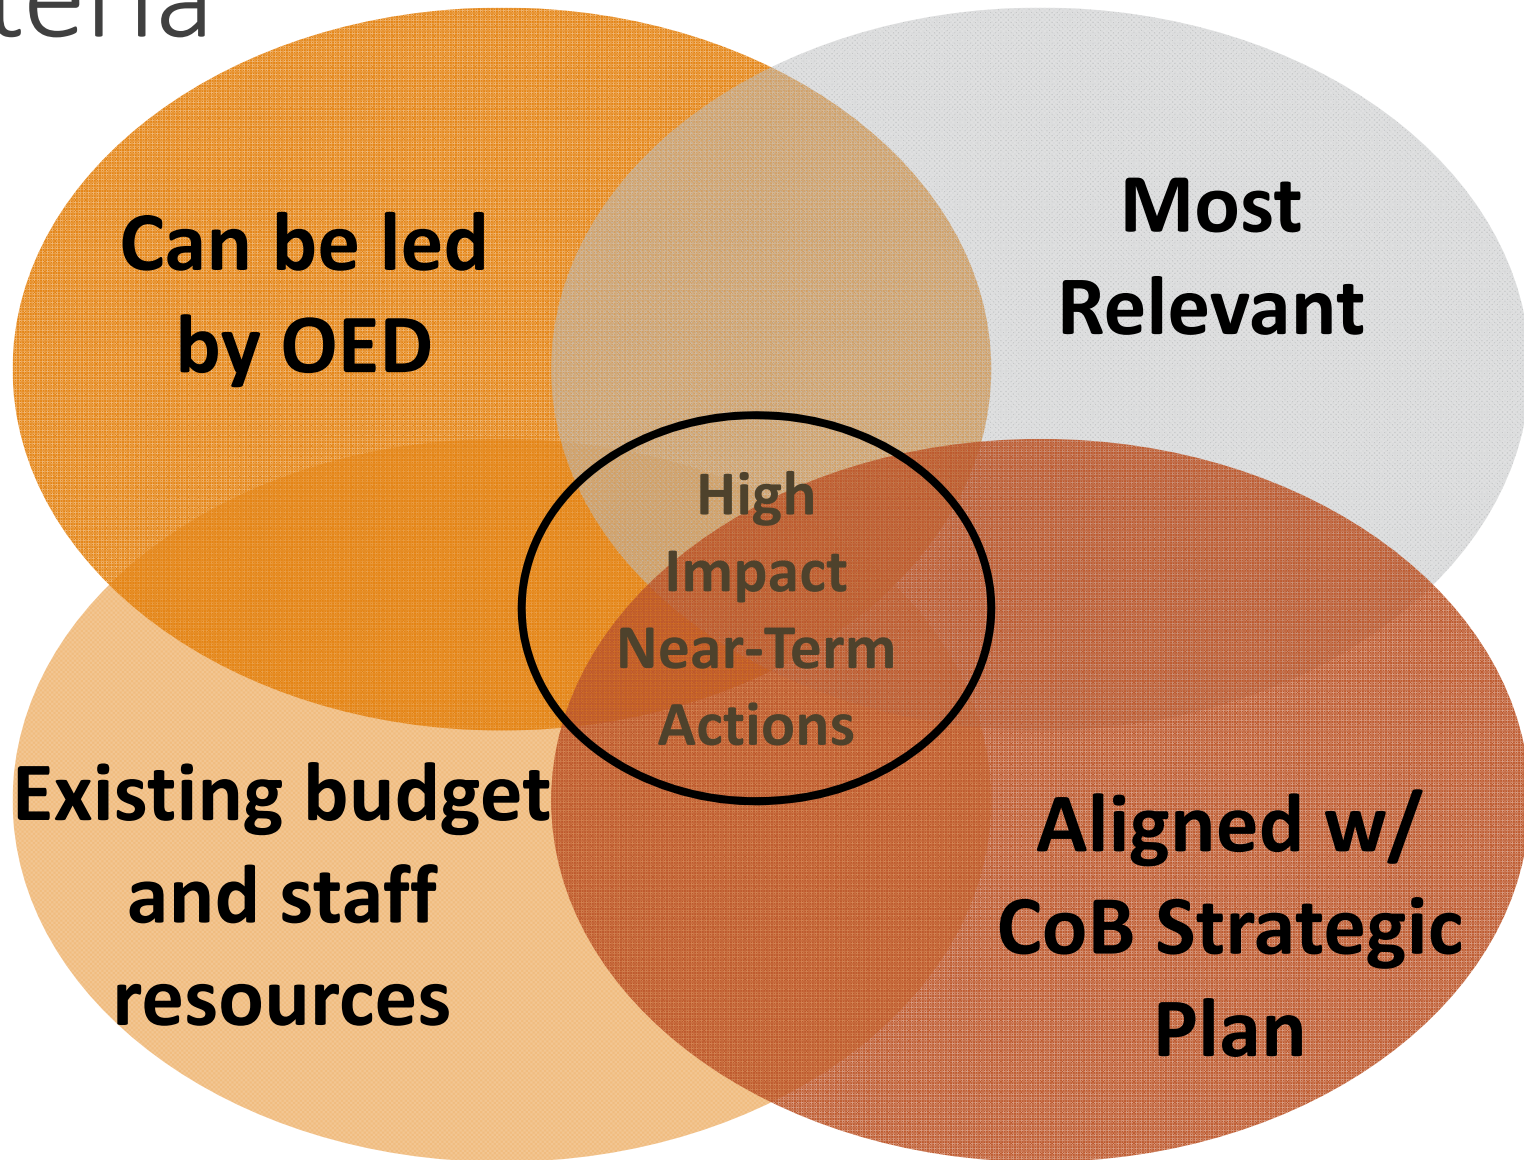 teria
Can be led
by OED
Most
Relevant
High
Impact
Near-Term
Actions
Existing budget
and staff
resources
Aligned w/
CoB Strategic
Plan